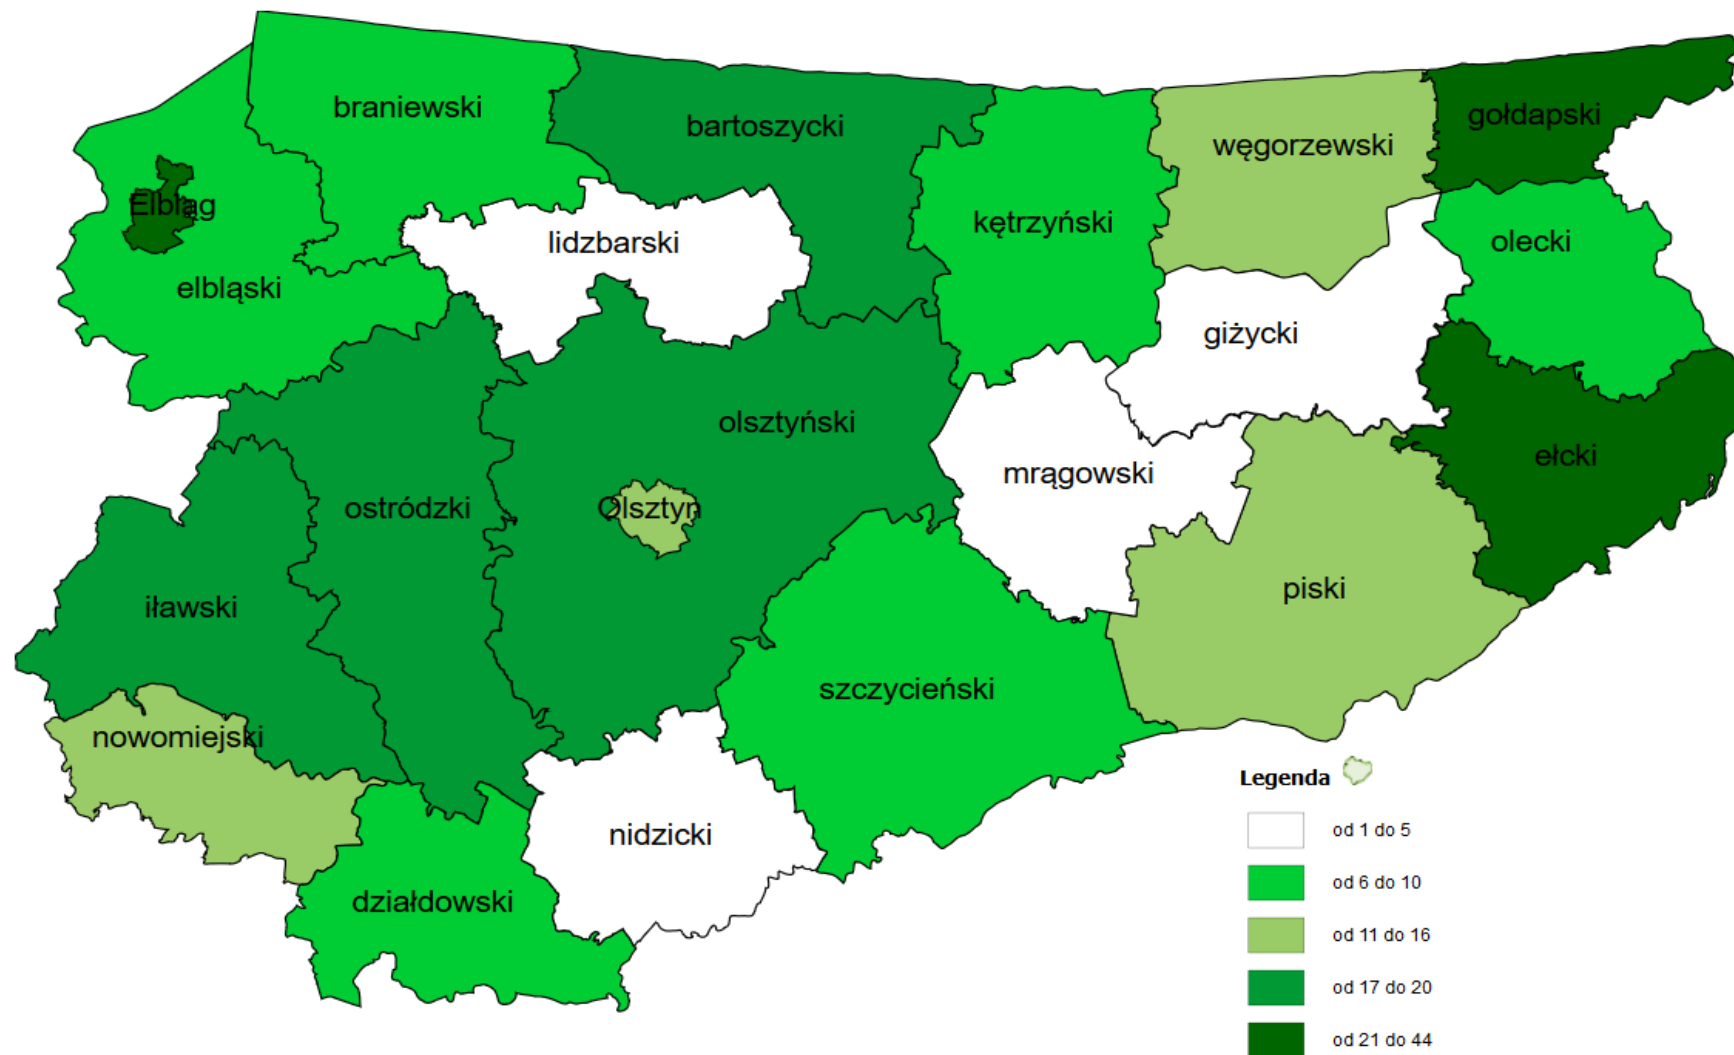 braniewski
bartoszycki
gołdapski
węgorzewski
Elbląg
kętrzyński
lidzbarski
olecki
elbląski
giżycki
olsztyński
ełcki
mrągowski
ostródzki
Olsztyn
piski
iławski
szczycieński
nowomiejski
Legenda
od 1 do 5
nidzicki
od 6 do 10
działdowski
od 11 do 16
od 17 do 20
od 21 do 44